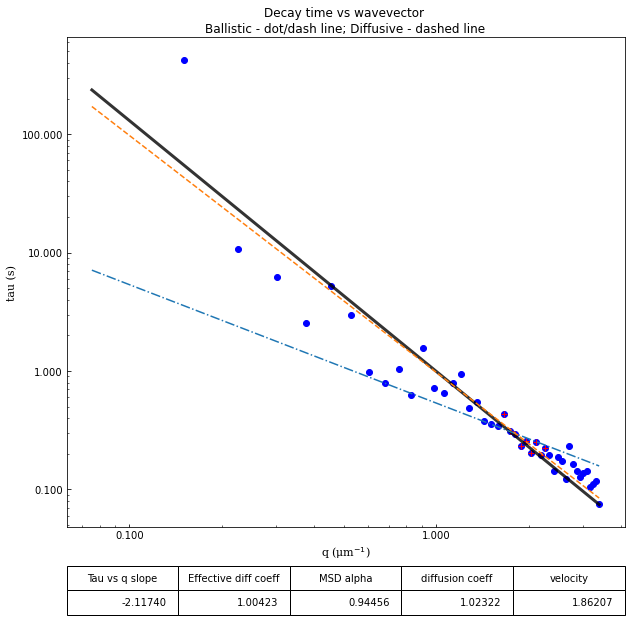 Decay time vs wavevector
Ballistic - dot/dash line; Diffusive - dashed line
tau (s)
100.000
10.000
1.000
0.100
0.100 1.000
q (μm⁻¹)
Tau vs q slope Effective diff coeff MSD alpha diffusion coeff velocity
-2.11740 1.00423 0.94456 1.02322 1.86207